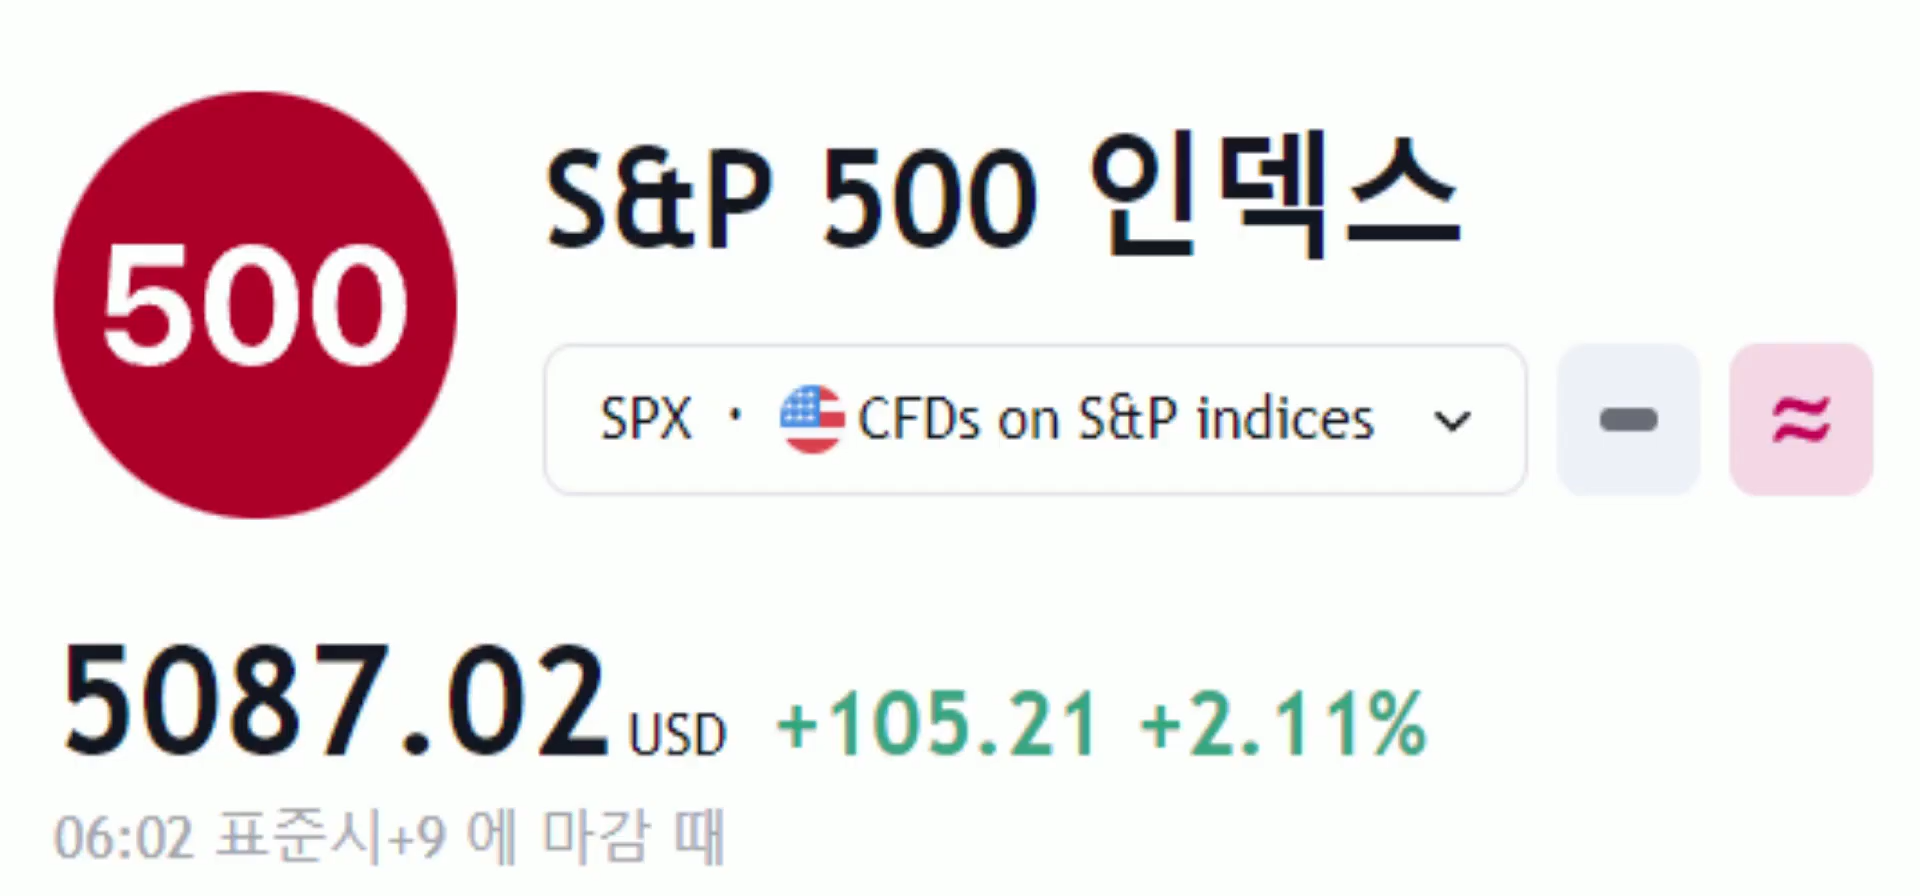 500
S&P 500 인덱스
SPX · CFDs on S&P indices
5087.02 USD +105.21 +2.11%
06:02 표준시+9 에 마감 때